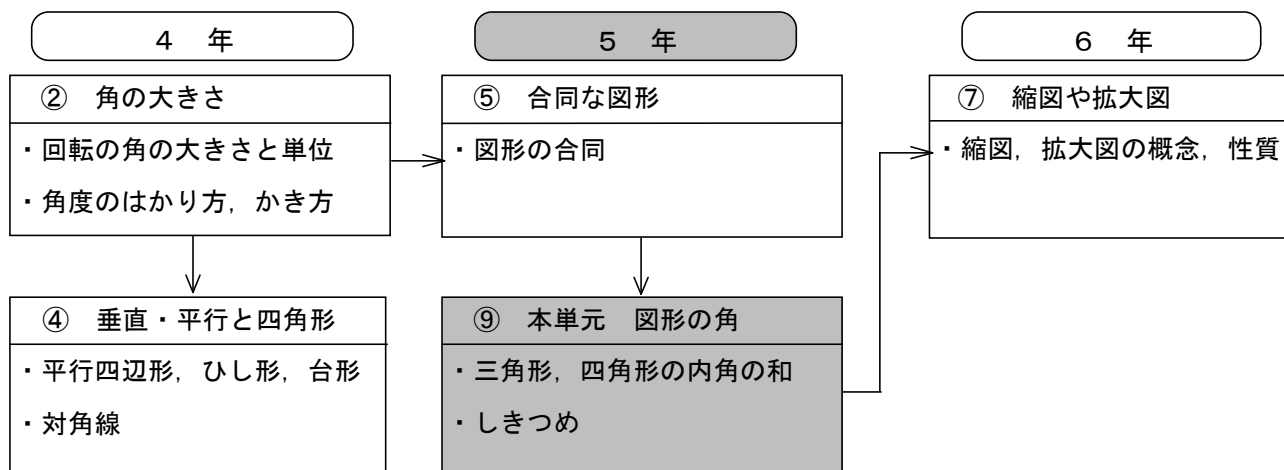 ４　年
５　年
６　年
②　角の大きさ
・回転の角の大きさと単位
・角度のはかり方，かき方
⑤　合同な図形
・図形の合同
⑦　縮図や拡大図
・縮図，拡大図の概念，性質
④　垂直・平行と四角形
・平行四辺形，ひし形，台形
・対角線
⑨　本単元　図形の角
・三角形，四角形の内角の和
・しきつめ